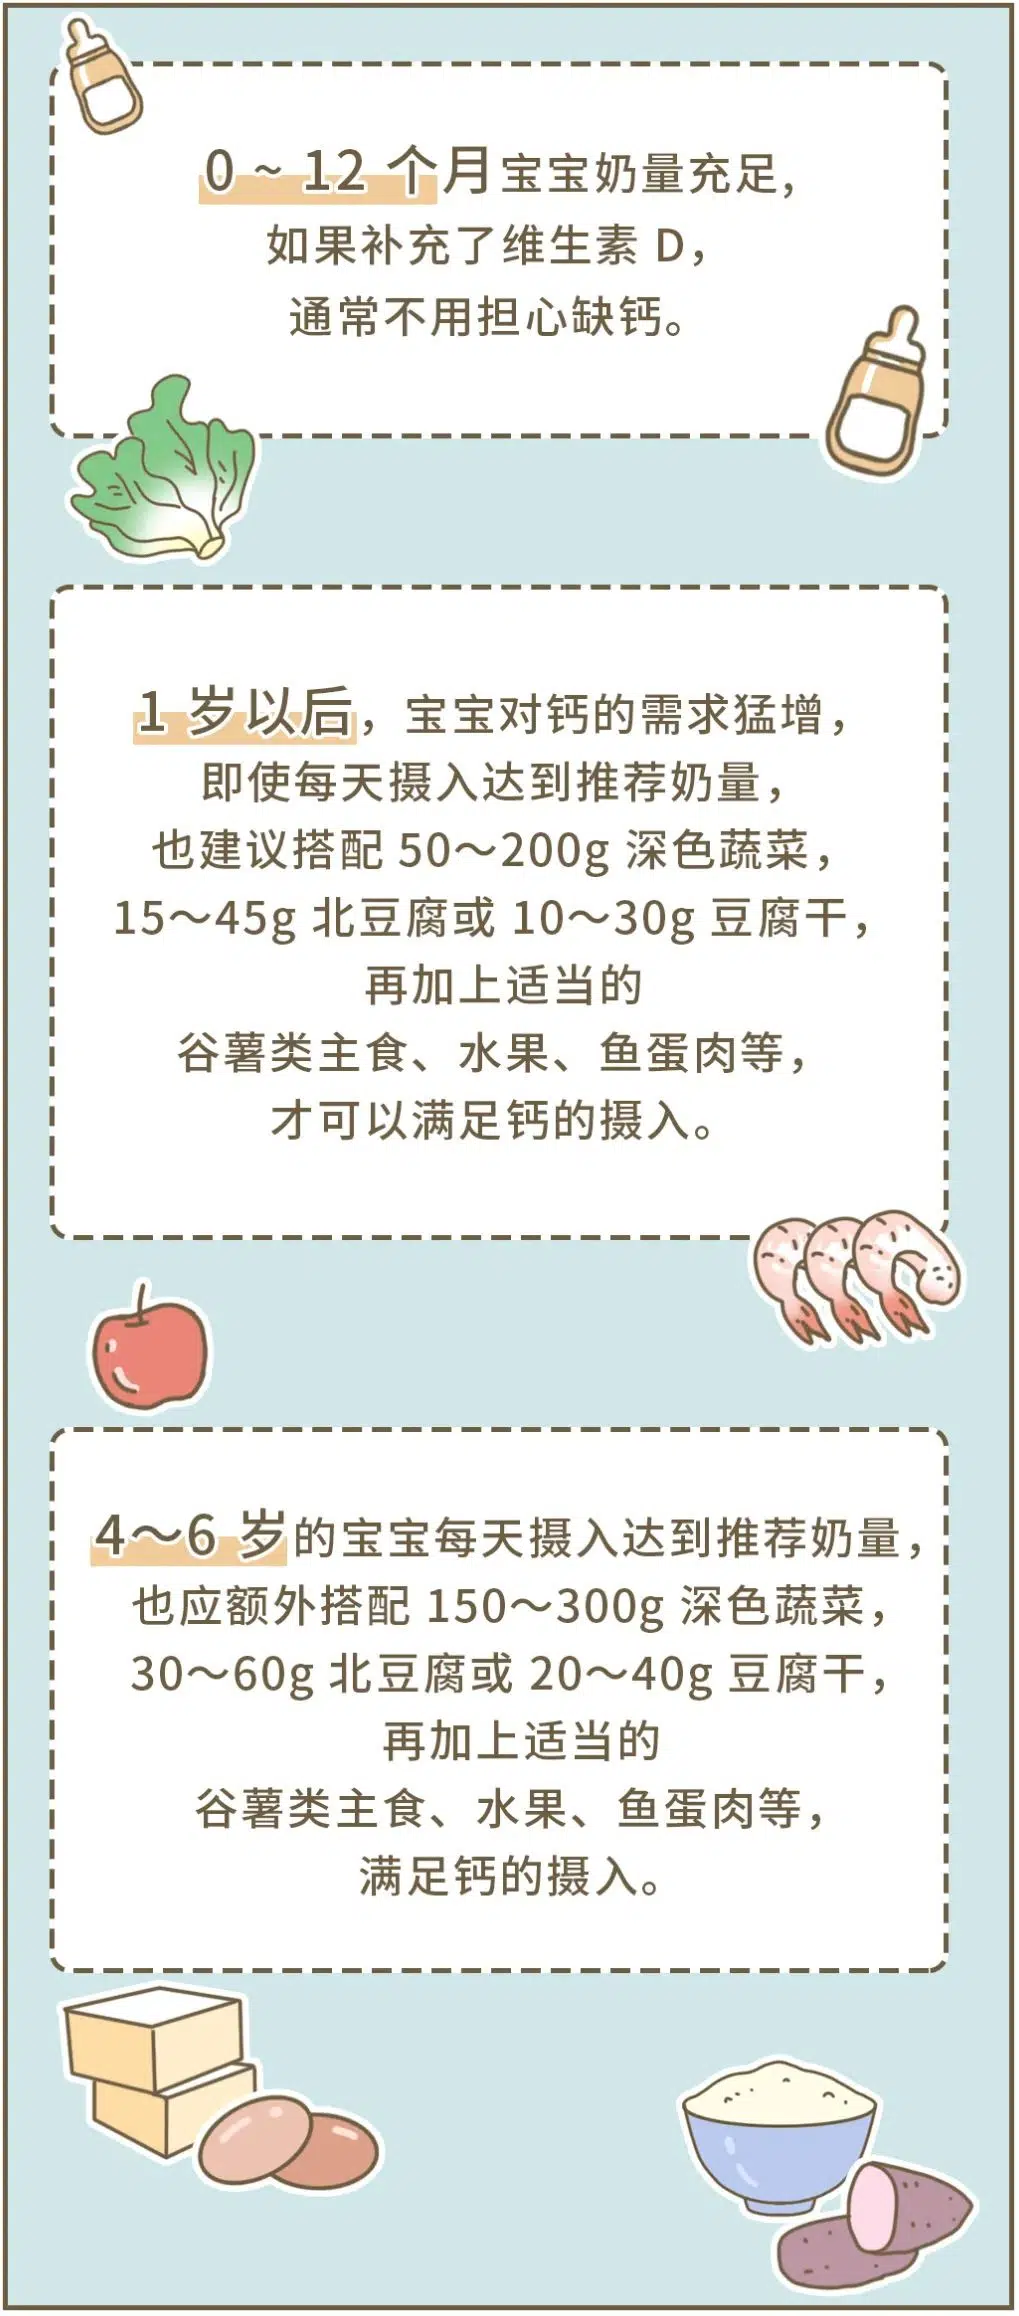 0 ~ 12 个月宝宝奶量充足,
如果补充了维生素 D，
通常不用担心缺钙。
1 岁以后，宝宝对钙的需求猛增，
即使每天摄入达到推荐奶量，
也建议搭配 50～200g 深色蔬菜，
15～45g 北豆腐或 10～30g 豆腐干，
再加上适当的
谷薯类主食、水果、鱼蛋肉等，
才可以满足钙的摄入。
4～6 岁的宝宝每天摄入达到推荐奶量，
也应额外搭配 150～300g 深色蔬菜，
30～60g 北豆腐或 20～40g 豆腐干，
再加上适当的
谷薯类主食、水果、鱼蛋肉等，
满足钙的摄入。